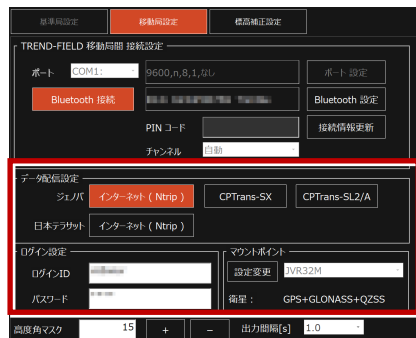 基準局設定 移動局設定 標高補正設定
TREND-FIELD 移動局間 接続設定
ポート COM1: 9600,n,8,1,なし ポート 設定
Bluetooth 接続 Bluetooth 設定
PIN コード 接続情報更新
チャンネル 自動
データ配信設定
ジェノバ インターネット ( Ntrip ) CPTrans-SX CPTrans-SL2/A
日本テラサット インターネット ( Ntrip )
ログイン設定 マウントポイント
ログインID 設定変更 JVR32M
パスワード 衛星： GPS+GLONASS+QZSS
高度角マスク 15 + - 出力間隔[s] 1.0